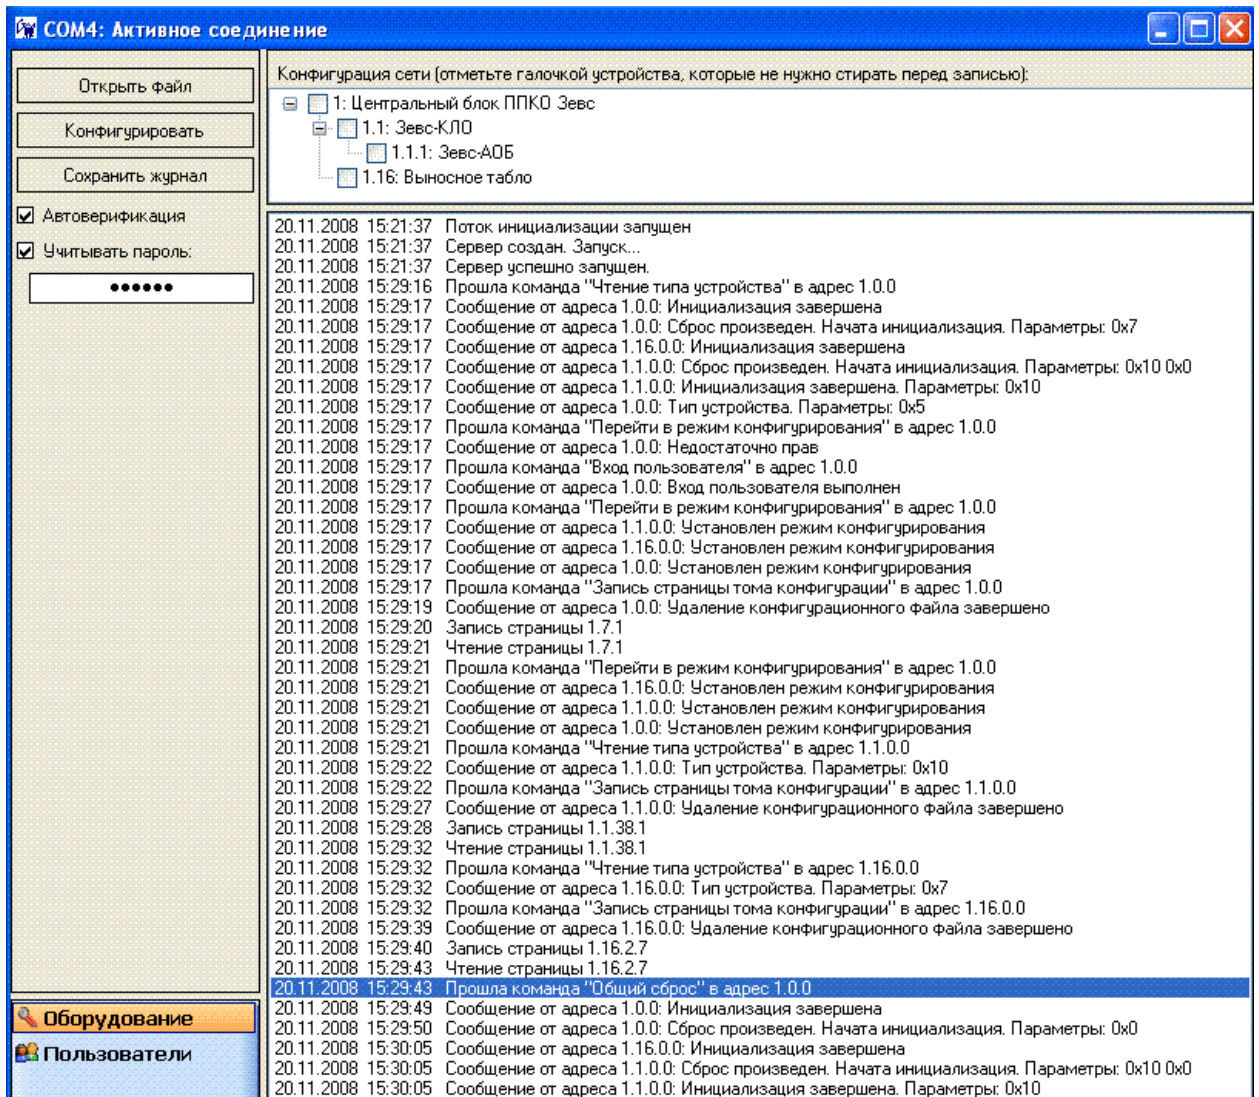 COM4: Активное соединение
Открыть файл
Конфигурировать
Сохранить журнал
Автоверификация
Учитывать пароль:
••••••
Конфигурация сети (отметьте галочкой устройства, которые не нужно стирать перед записью):
1: Центральный блок ППКО Зевс
1.1: Зевс-КЛО
1.1.1: Зевс-АОБ
1.16: Выносное табло
20.11.2008 15:21:37 Поток инициализации запущен
20.11.2008 15:21:37 Сервер создан. Запуск...
20.11.2008 15:21:37 Сервер успешно запущен.
20.11.2008 15:29:16 Прошла команда "Чтение типа устройства" в адрес 1.0.0
20.11.2008 15:29:17 Сообщение от адреса 1.0.0: Инициализация завершена
20.11.2008 15:29:17 Сообщение от адреса 1.0.0: Сброс произведен. Начата инициализация. Параметры: 0x7
20.11.2008 15:29:17 Сообщение от адреса 1.16.0.0: Инициализация завершена
20.11.2008 15:29:17 Сообщение от адреса 1.1.0.0: Сброс произведен. Начата инициализация. Параметры: 0x10 0x0
20.11.2008 15:29:17 Сообщение от адреса 1.1.0.0: Инициализация завершена. Параметры: 0x10
20.11.2008 15:29:17 Сообщение от адреса 1.0.0: Тип устройства. Параметры: 0x5
20.11.2008 15:29:17 Прошла команда "Перейти в режим конфигурирования" в адрес 1.0.0
20.11.2008 15:29:17 Сообщение от адреса 1.0.0: Недостаточно прав
20.11.2008 15:29:17 Прошла команда "Вход пользователя" в адрес 1.0.0
20.11.2008 15:29:17 Сообщение от адреса 1.0.0: Вход пользователя выполнен
20.11.2008 15:29:17 Прошла команда "Перейти в режим конфигурирования" в адрес 1.0.0
20.11.2008 15:29:17 Сообщение от адреса 1.1.0.0: Установлен режим конфигурирования
20.11.2008 15:29:17 Сообщение от адреса 1.16.0.0: Установлен режим конфигурирования
20.11.2008 15:29:17 Сообщение от адреса 1.0.0: Установлен режим конфигурирования
20.11.2008 15:29:17 Прошла команда "Запись страницы тома конфигурации" в адрес 1.0.0
20.11.2008 15:29:19 Сообщение от адреса 1.0.0: Удаление конфигурационного файла завершено
20.11.2008 15:29:20 Запись страницы 1.7.1
20.11.2008 15:29:21 Чтение страницы 1.7.1
20.11.2008 15:29:21 Прошла команда "Перейти в режим конфигурирования" в адрес 1.0.0
20.11.2008 15:29:21 Сообщение от адреса 1.16.0.0: Установлен режим конфигурирования
20.11.2008 15:29:21 Сообщение от адреса 1.1.0.0: Установлен режим конфигурирования
20.11.2008 15:29:21 Сообщение от адреса 1.0.0: Установлен режим конфигурирования
20.11.2008 15:29:21 Прошла команда "Чтение типа устройства" в адрес 1.1.0.0
20.11.2008 15:29:22 Сообщение от адреса 1.1.0.0: Тип устройства. Параметры: 0x10
20.11.2008 15:29:22 Прошла команда "Запись страницы тома конфигурации" в адрес 1.1.0.0
20.11.2008 15:29:27 Сообщение от адреса 1.1.0.0: Удаление конфигурационного файла завершено
20.11.2008 15:29:28 Запись страницы 1.1.38.1
20.11.2008 15:29:32 Чтение страницы 1.1.38.1
20.11.2008 15:29:32 Прошла команда "Чтение типа устройства" в адрес 1.16.0.0
20.11.2008 15:29:32 Сообщение от адреса 1.16.0.0: Тип устройства. Параметры: 0x7
20.11.2008 15:29:32 Прошла команда "Запись страницы тома конфигурации" в адрес 1.16.0.0
20.11.2008 15:29:39 Сообщение от адреса 1.16.0.0: Удаление конфигурационного файла завершено
20.11.2008 15:29:40 Запись страницы 1.16.2.7
20.11.2008 15:29:43 Чтение страницы 1.16.2.7
20.11.2008 15:29:43 Прошла команда "Общий сброс" в адрес 1.0.0
20.11.2008 15:29:49 Сообщение от адреса 1.0.0: Инициализация завершена
20.11.2008 15:29:50 Сообщение от адреса 1.0.0: Сброс произведен. Начата инициализация. Параметры: 0x0
20.11.2008 15:30:05 Сообщение от адреса 1.16.0.0: Инициализация завершена
20.11.2008 15:30:05 Сообщение от адреса 1.1.0.0: Сброс произведен. Начата инициализация. Параметры: 0x10 0x0
20.11.2008 15:30:05 Сообщение от адреса 1.1.0.0: Инициализация завершена. Параметры: 0x10
Оборудование
Пользователи